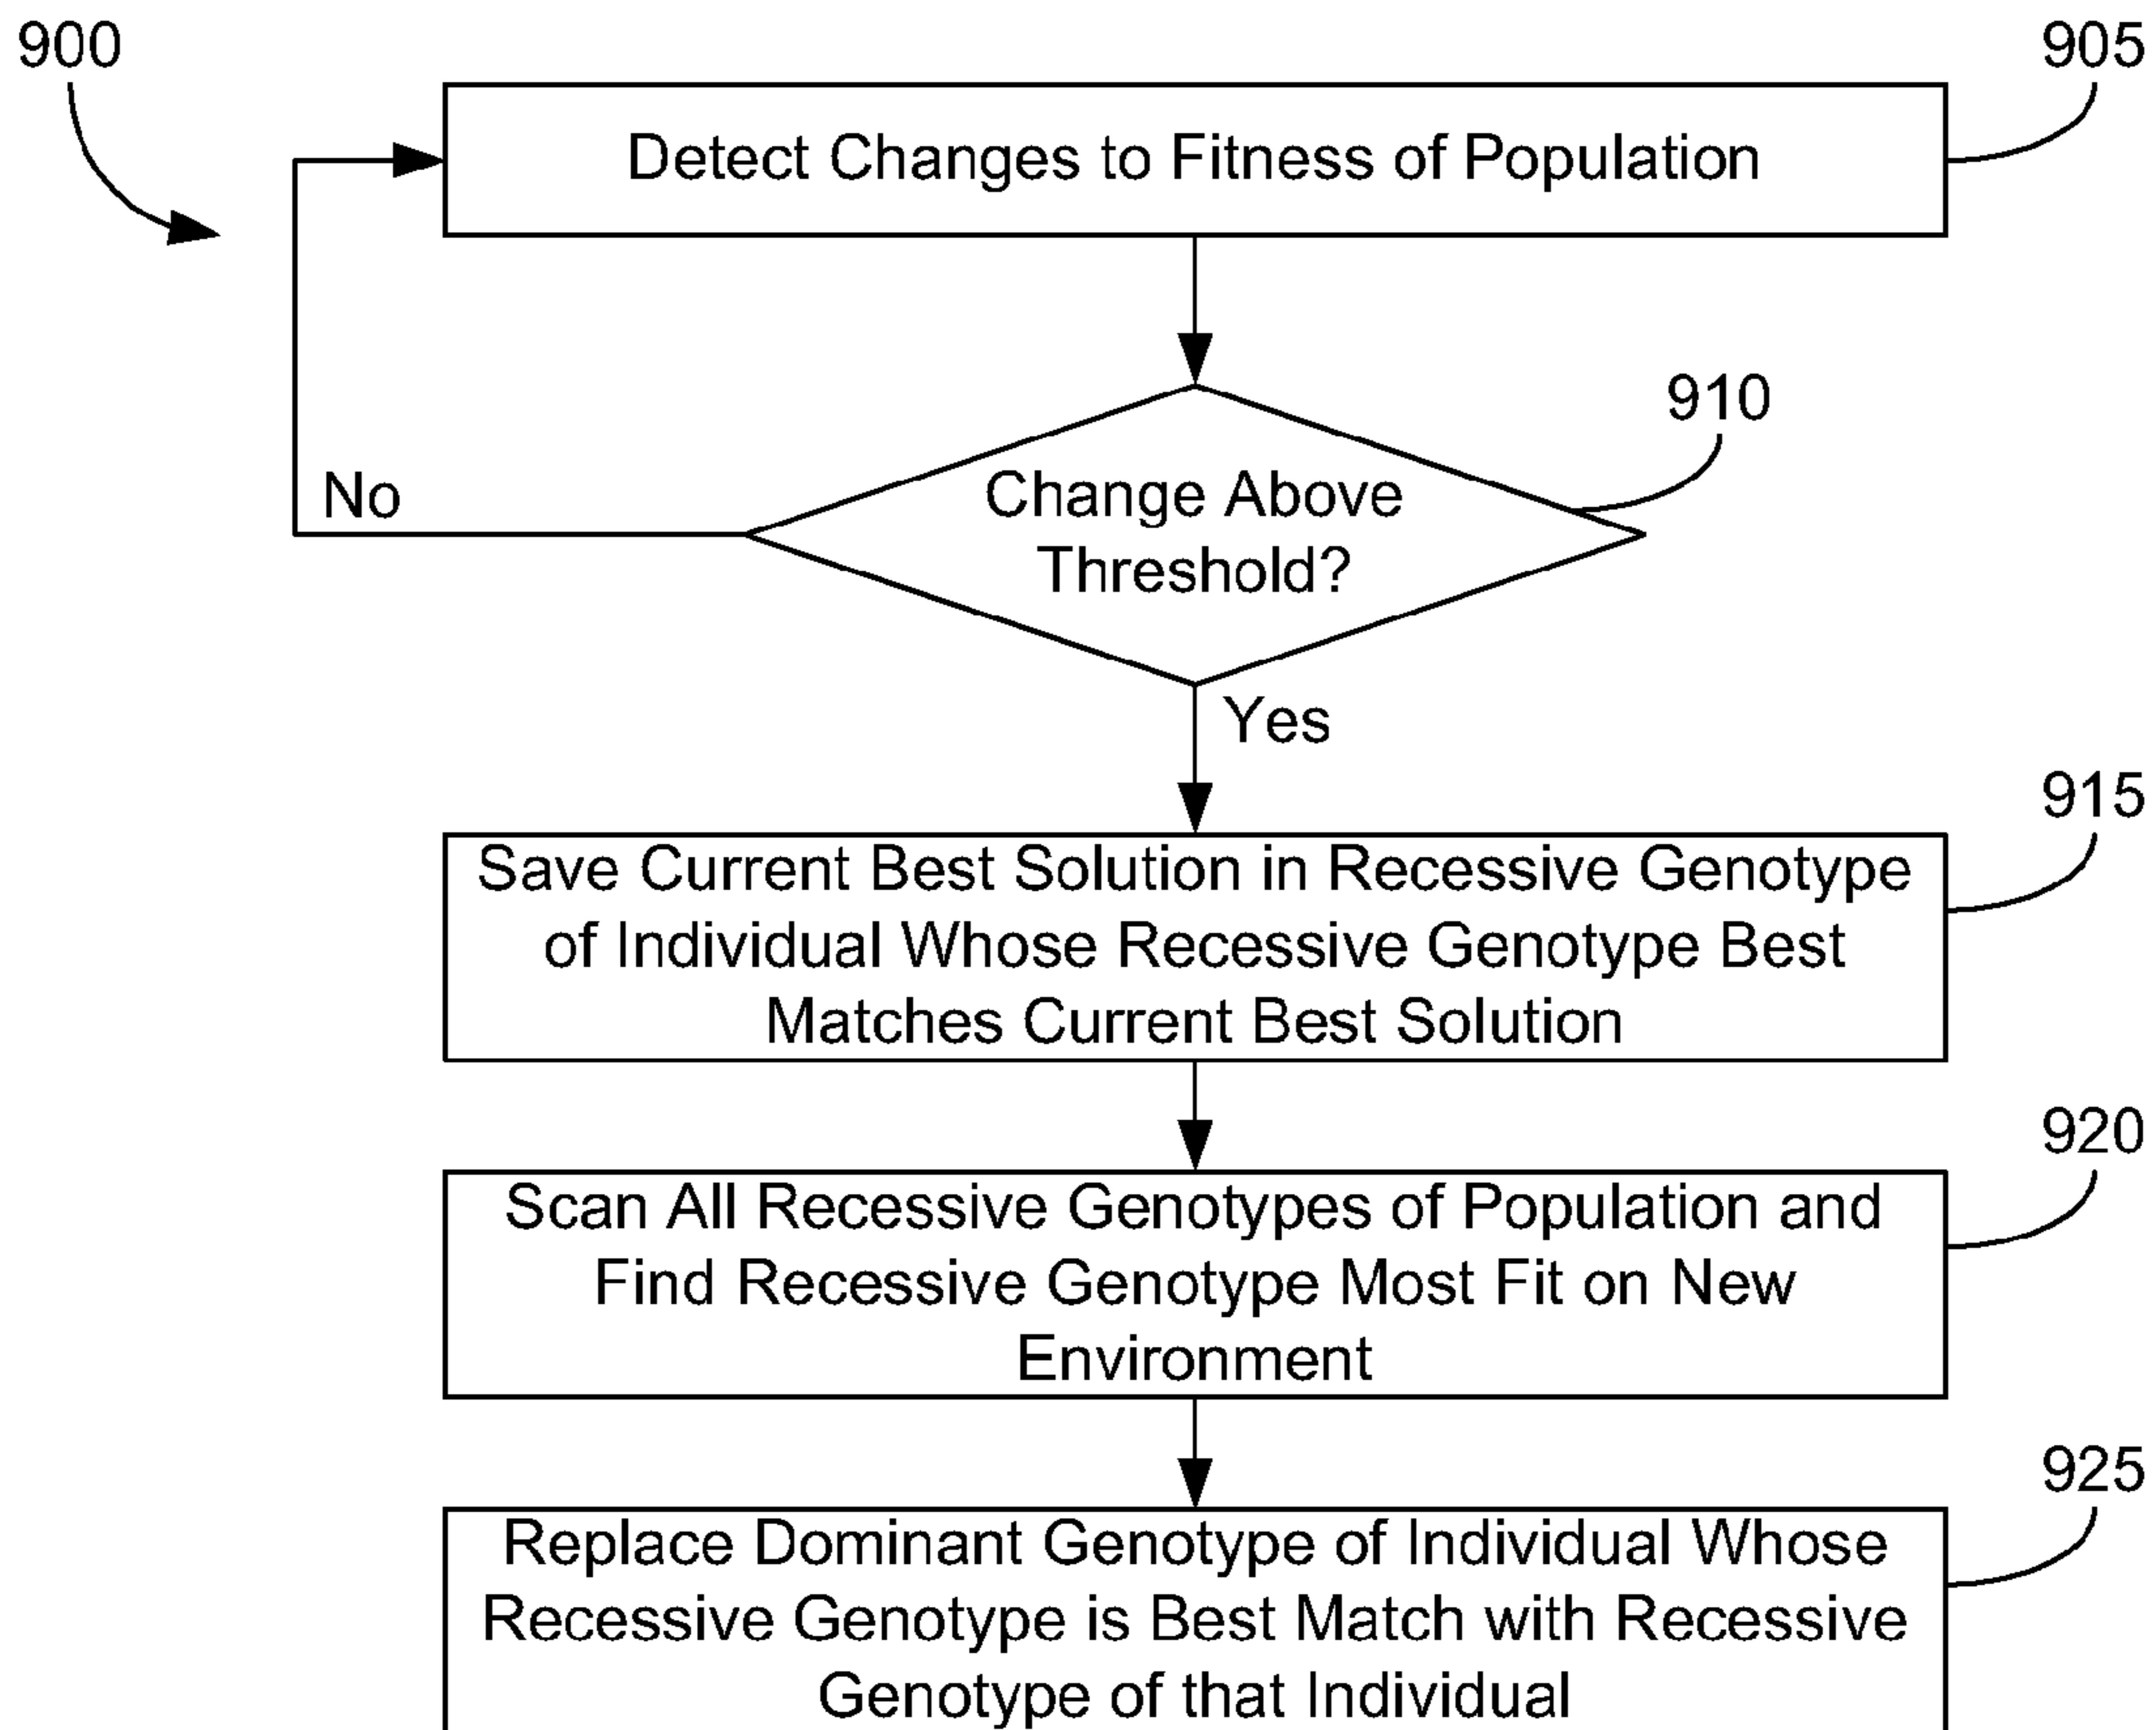 900
905
Detect Changes to Fitness of Population
910
Change Above
Threshold?
No
Yes
915
Save Current Best Solution in Recessive Genotype
of Individual Whose Recessive Genotype Best
Matches Current Best Solution
920
Scan All Recessive Genotypes of Population and
Find Recessive Genotype Most Fit on New
Environment
925
Replace Dominant Genotype of Individual Whose
Recessive Genotype is Best Match with Recessive
Genotype of that Individual